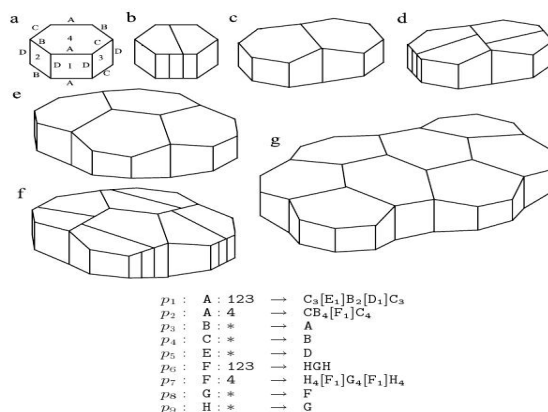 a b c d
A
C B
B 4 C
D A D
2 D 1 D 3
B A C
e
g
f
p₁ : A : 123 → C₃[E₁]B₂[D₁]C₃
p₂ : A : 4 → CB₄[F₁]C₄
p₃ : B : * → A
p₄ : C : * → B
p₅ : E : * → D
p₆ : F : 123 → HGH
p₇ : F : 4 → H₄[F₁]G₄[F₁]H₄
p₈ : G : * → F
p₉ : H : * → G